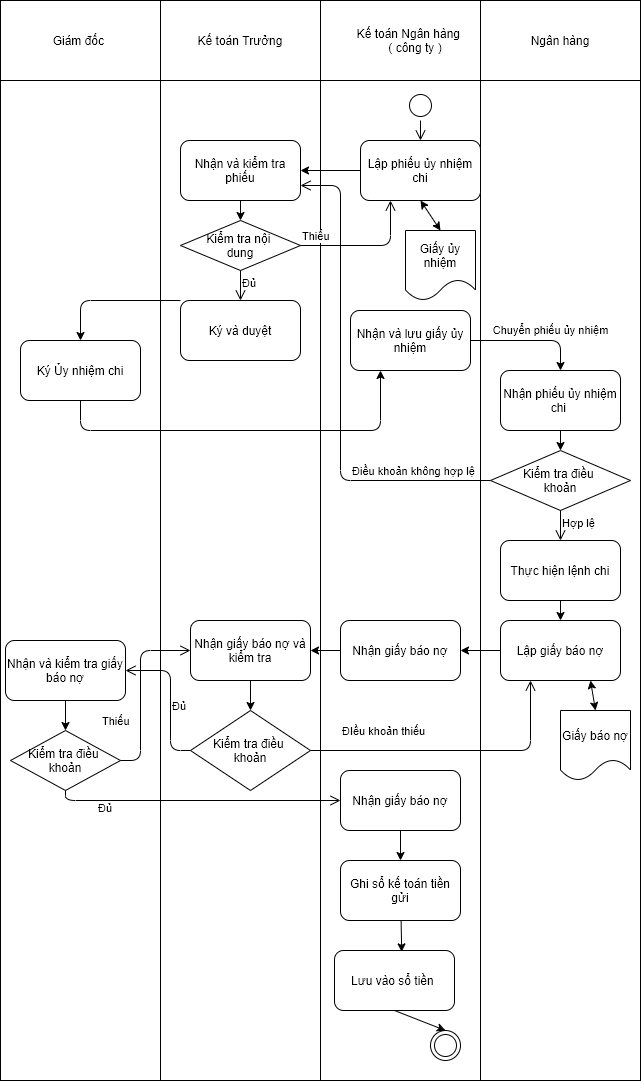 Giám đốc
Kế toán Trưởng
Kế toán Ngân hàng
( công ty )
Ngân hàng
Nhận và kiểm tra
phiếu
Lập phiếu ủy nhiệm
chi
Kiểm tra nội
dung
Thiếu
Giấy ủy
nhiệm
Đủ
Ký và duyệt
Ký Ủy nhiệm chi
Nhận và lưu giấy ủy
nhiệm
Chuyển phiếu ủy nhiệm
Nhận phiếu ủy nhiệm
chi
Điều khoản không hợp lệ
Kiểm tra điều
khoản
Hợp lệ
Thực hiện lệnh chi
Nhận và kiểm tra giấy
báo nợ
Nhận giấy báo nợ và
kiểm tra
Nhận giấy báo nợ
Lập giấy báo nợ
Thiếu
Đủ
Kiểm tra điều
khoản
Kiểm tra điều
khoản
ĐIều khoản thiếu
Giấy báo nợ
Đủ
Nhận giấy báo nợ
Ghi sổ kế toán tiền
gửi
Lưu vào sổ tiền